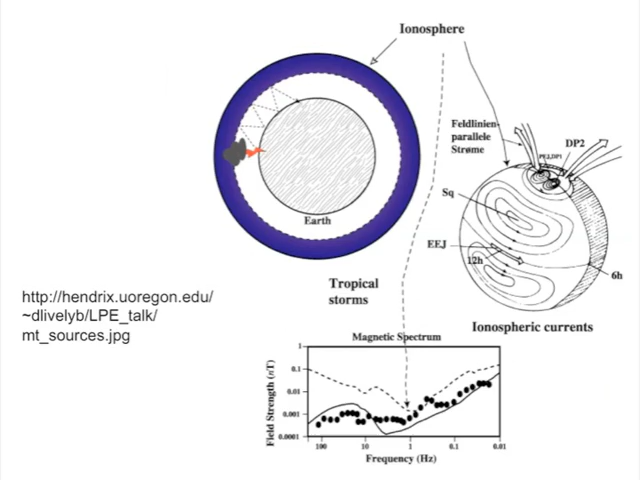 Ionosphere
Feldlinien-
parallele
Strøme
DP2
Sq
Earth
EEJ
12h
6h
Tropical
storms
http://hendrix.uoregon.edu/
~dlivelyb/LPE_talk/
mt_sources.jpg
Ionospheric currents
Magnetic Spectrum
Field Strength (nT)
1
0.1
0.01
0.001
0.0001
100
10
1
0.1
0.01
Frequency (Hz)